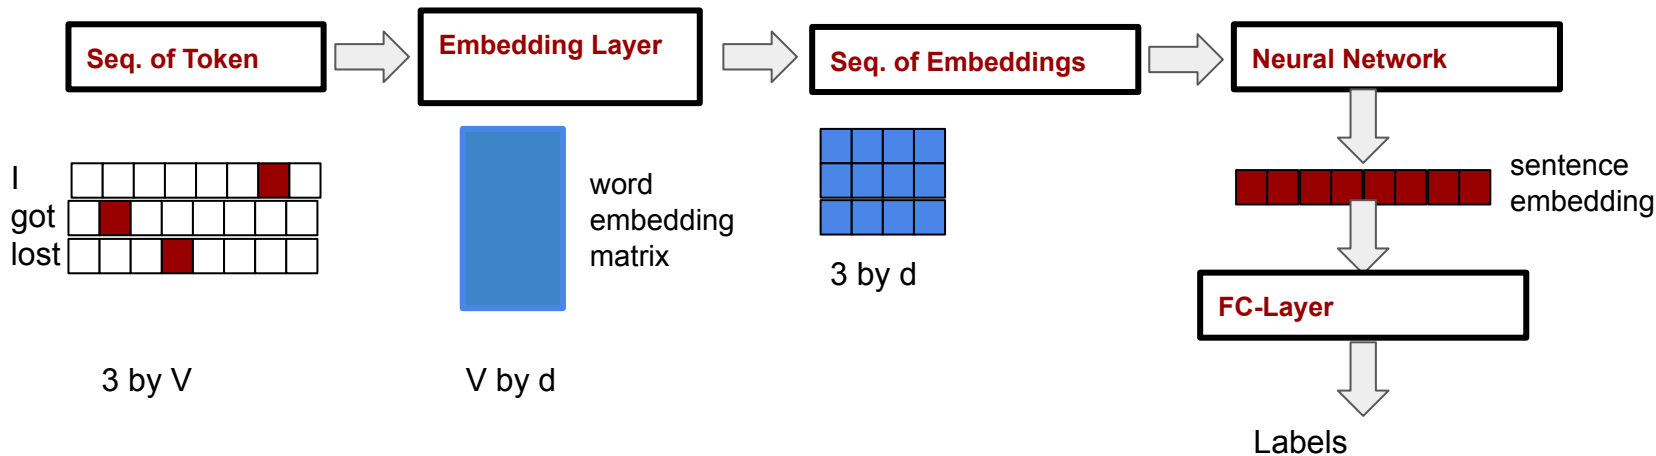 Seq. of Token
Embedding Layer
Seq. of Embeddings
Neural Network
I
got
lost
3 by V
word
embedding
matrix
V by d
3 by d
sentence
embedding
FC-Layer
Labels